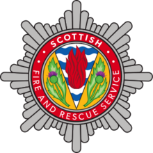 SCOTTISH
FIRE AND RESCUE SERVICE